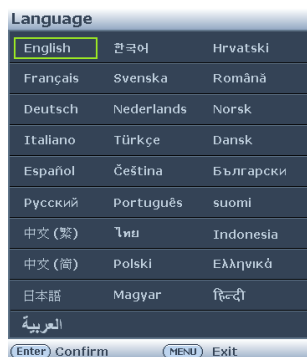 Language
English 한국어 Hrvatski
Français Svenska Română
Deutsch Nederlands Norsk
Italiano Türkçe Dansk
Español Čeština Български
Русский Português suomi
中文 (繁) ไทย Indonesia
中文 (简) Polski Ελληνικά
日本語 Magyar हिन्दी
العربية
Enter Confirm MENU Exit